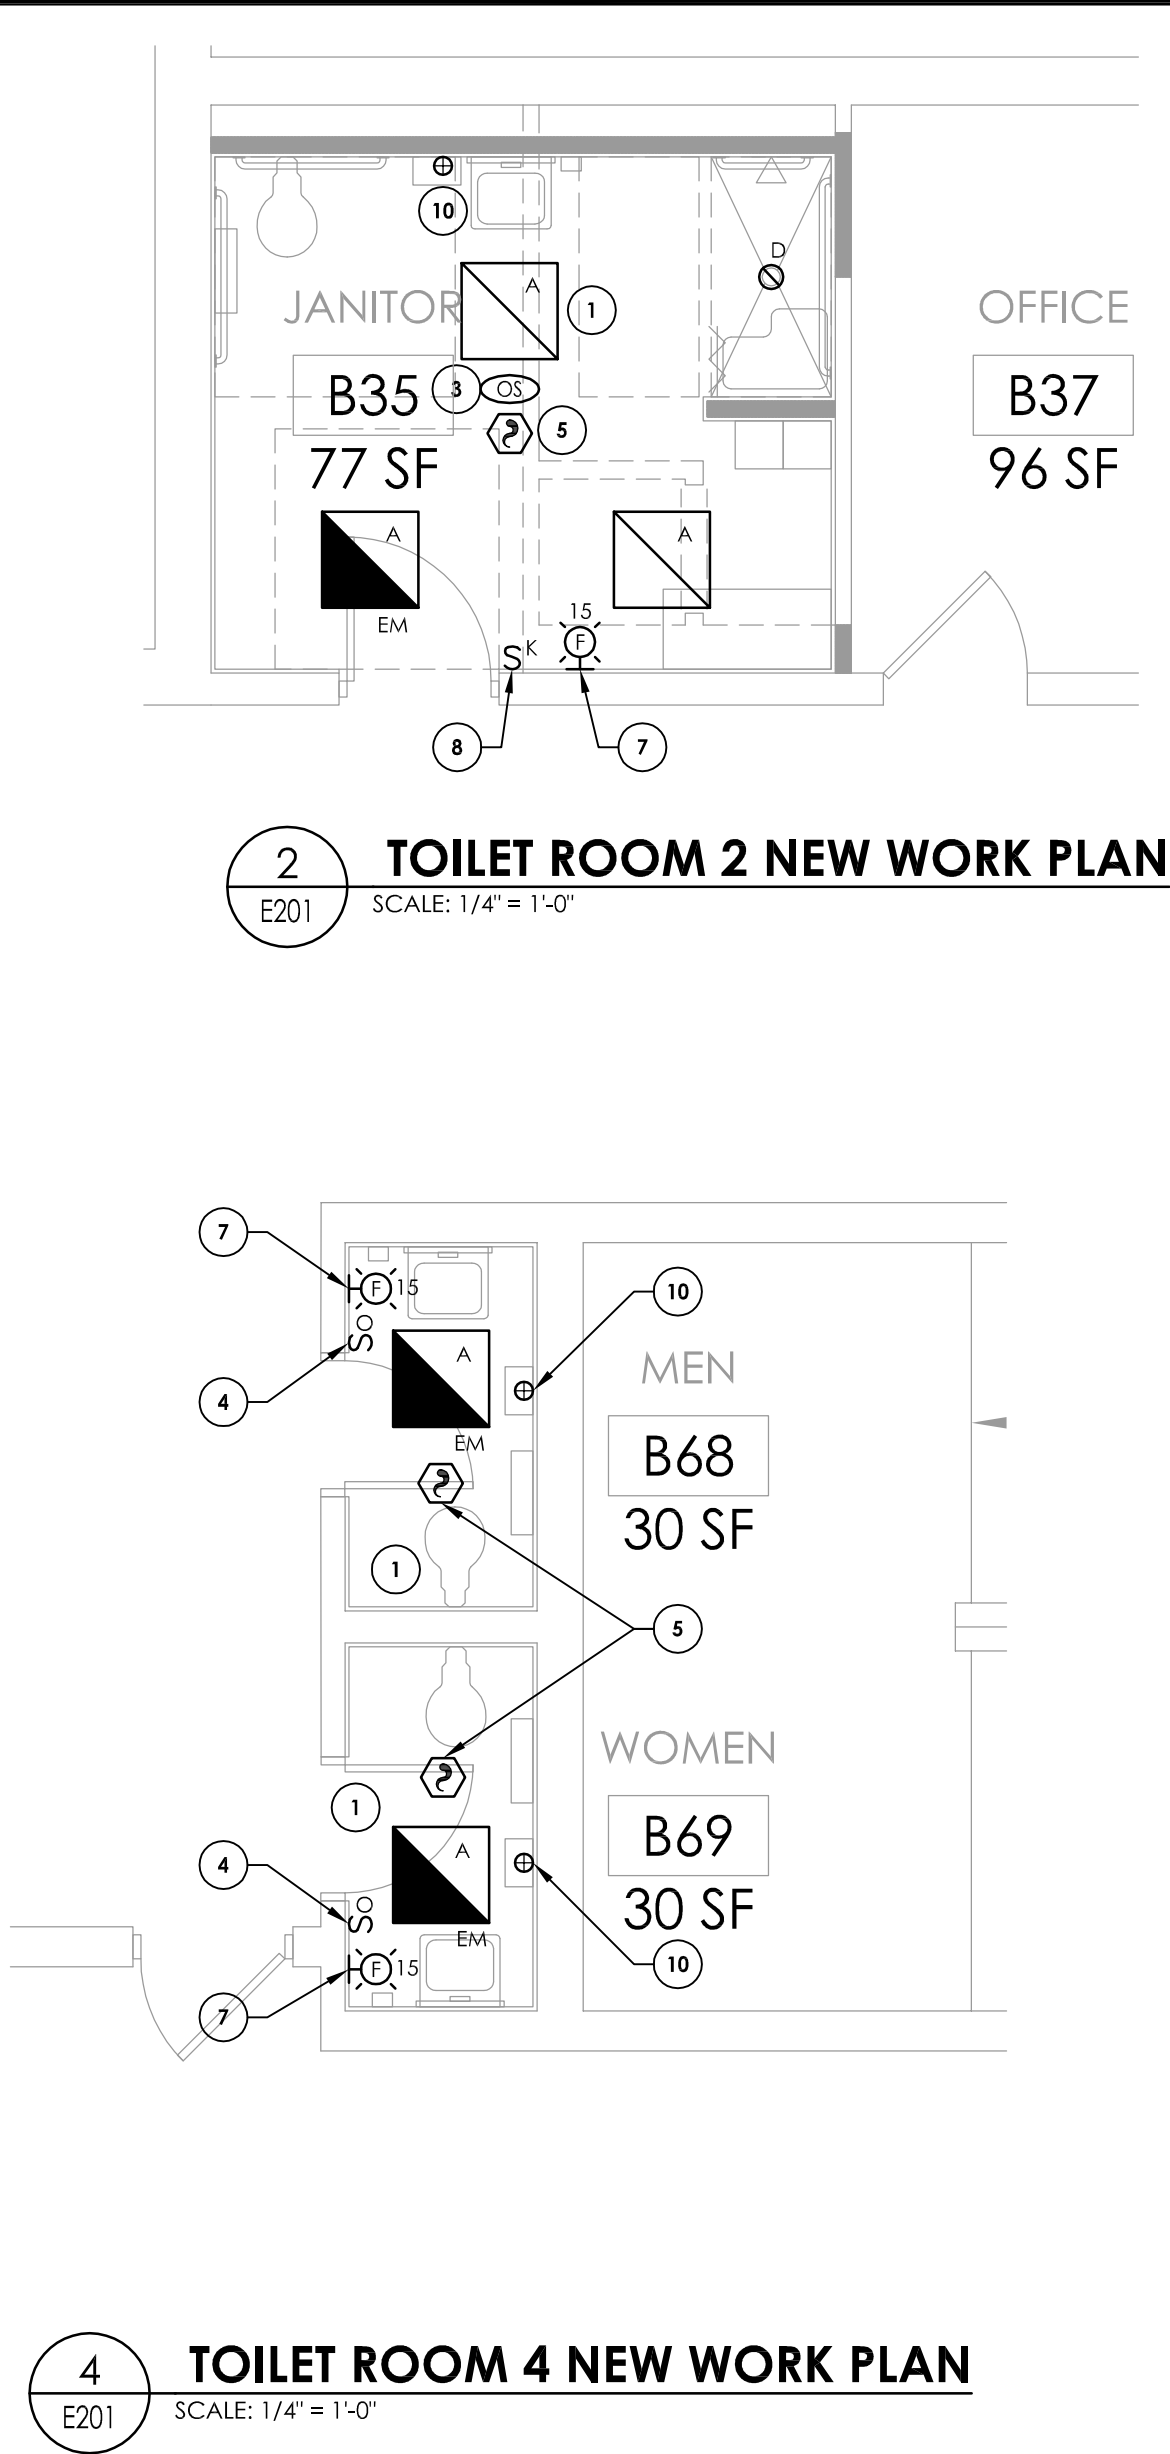 10
D
JANITOR
A
1
OFFICE
B35
3
OS
5
B37
77 SF
96 SF
A
A
EM
15
F
S K
8
7
2
E201
TOILET ROOM 2 NEW WORK PLAN
SCALE: 1/4" = 1'-0"
7
F 15
10
SO
4
A
MEN
EM
B68
30 SF
1
5
WOMEN
1
B69
4
A
30 SF
SO
EM
F 15
10
7
4
E201
TOILET ROOM 4 NEW WORK PLAN
SCALE: 1/4" = 1'-0"